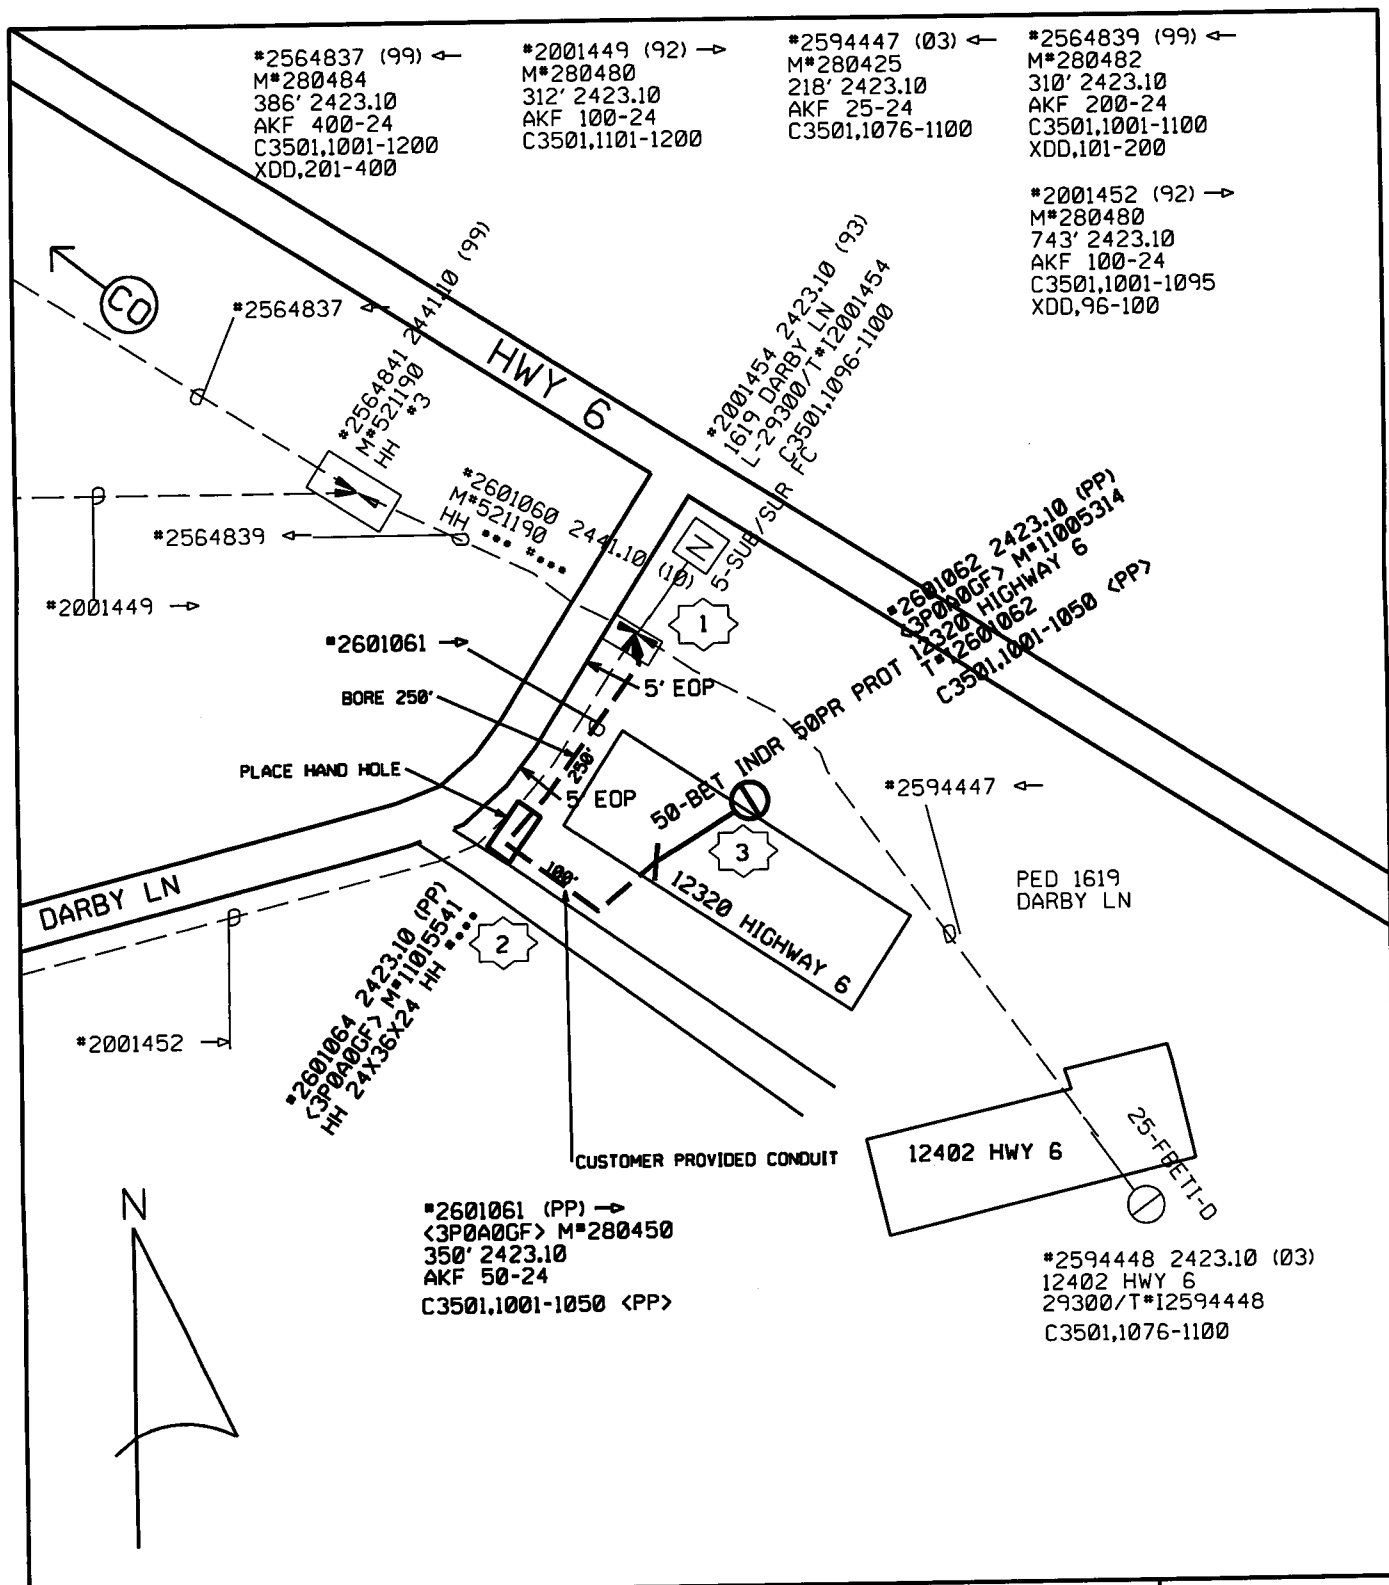 *2564837 (99) ←
M*280484
386' 2423.10
AKF 400-24
C3501,1001-1200
XDD,201-400
*2001449 (92) →
M*280480
312' 2423.10
AKF 100-24
C3501,1101-1200
*2594447 (03) ←
M*280425
218' 2423.10
AKF 25-24
C3501,1076-1100
*2564839 (99) ←
M*280482
310' 2423.10
AKF 200-24
C3501,1001-1100
XDD,101-200
*2001452 (92) →
M*280480
743' 2423.10
AKF 100-24
C3501,1001-1095
XDD,96-100
CO
*2564837 ←
*2564841 2441.10 (99)
M*521190
HH *3
HWY 6
*2001454 2423.10 (93)
1619 DARBY LN
L-29300/T*I2001454
C3501,1096-1100
5-SUB/SUR FC
N
*2564839 ←
*2601060 2441.10 (10)
M*521190
HH *** *****
*2001449 →
1
*2601061 →
5' EOP
BORE 250'
250'
PLACE HAND HOLE
5' EOP
*2601062 2423.10 (PP)
<3P0A0GF> M*11005314
12320 HIGHWAY 6
T*I2601062
C3501,1001-1050 <PP>
50-BET INDR 50PR PROT
*2594447 ←
3
100'
12320 HIGHWAY 6
PED 1619
DARBY LN
DARBY LN
2
*2601064 2423.10 (PP)
<3P0A0GF> M*11015541
HH 24X36X24 HH ****
*2001452 →
CUSTOMER PROVIDED CONDUIT
12402 HWY 6
25-FBETI-D
N
*2601061 (PP) →
<3P0A0GF> M*280450
350' 2423.10
AKF 50-24
C3501,1001-1050 <PP>
*2594448 2423.10 (03)
12402 HWY 6
29300/T*I2594448
C3501,1076-1100